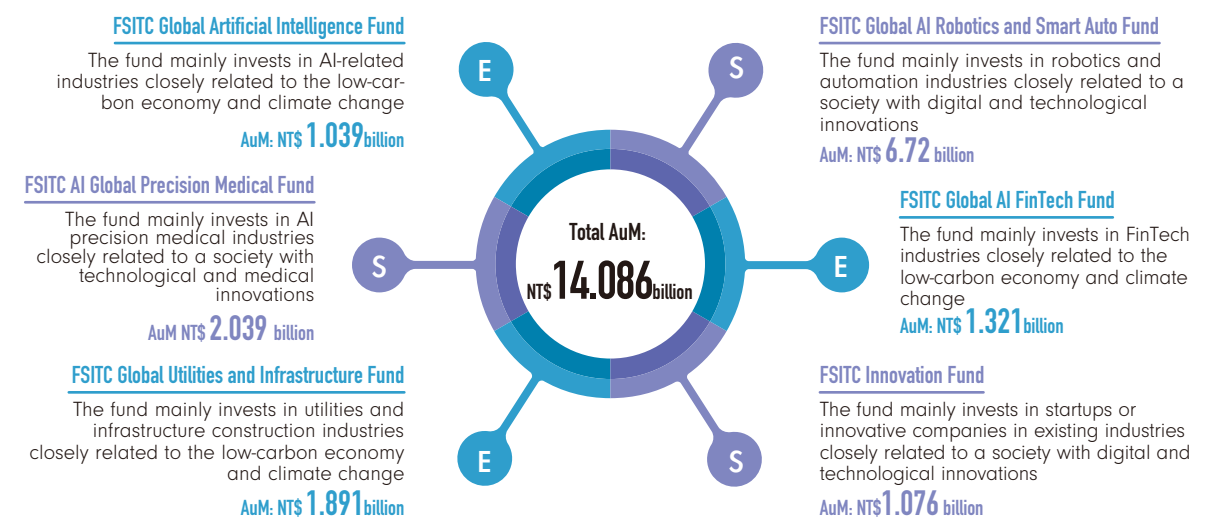 FSITC Global Artificial Intelligence Fund
The fund mainly invests in AI-related
industries closely related to the low-car-
bon economy and climate change
AuM: NT$ 1.039 billion
E
FSITC AI Global Precision Medical Fund
The fund mainly invests in AI
precision medical industries
closely related to a society with
technological and medical
innovations
AuM NT$ 2.039 billion
S
FSITC Global Utilities and Infrastructure Fund
The fund mainly invests in utilities and
infrastructure construction industries
closely related to the low-carbon economy
and climate change
AuM: NT$ 1.891 billion
E
Total AuM:
NT$ 14.086 billion
S
FSITC Global AI Robotics and Smart Auto Fund
The fund mainly invests in robotics and
automation industries closely related to a
society with digital and technological
innovations
AuM: NT$ 6.72 billion
E
FSITC Global AI FinTech Fund
The fund mainly invests in FinTech
industries closely related to the
low-carbon economy and climate
change
AuM: NT$ 1.321 billion
S
FSITC Innovation Fund
The fund mainly invests in startups or
innovative companies in existing industries
closely related to a society with digital and
technological innovations
AuM: NT$ 1.076 billion